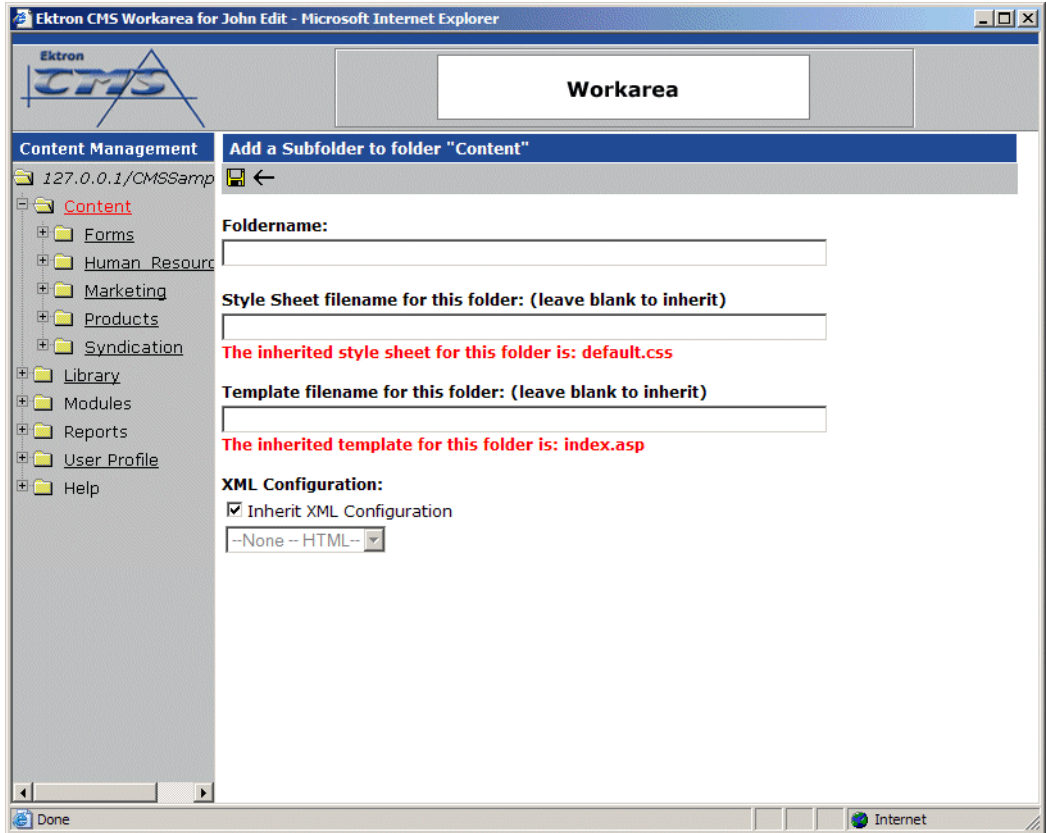 Ektron CMS Workarea for John Edit - Microsoft Internet Explorer
Ektron
CMS
Workarea
Content Management
127.0.0.1/CMSSamp
Content
Forms
Human Resourc
Marketing
Products
Syndication
Library
Modules
Reports
User Profile
Help
Add a Subfolder to folder "Content"
Foldername:
Style Sheet filename for this folder: (leave blank to inherit)
The inherited style sheet for this folder is: default.css
Template filename for this folder: (leave blank to inherit)
The inherited template for this folder is: index.asp
XML Configuration:
Inherit XML Configuration
--None -- HTML--
Done
Internet